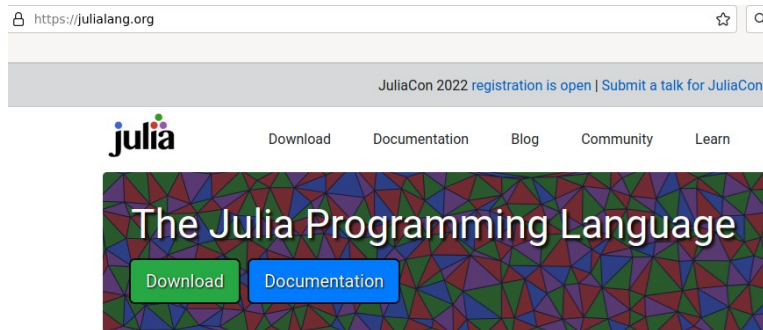 https://julialang.org
JuliaCon 2022 registration is open | Submit a talk for JuliaCon
julia
Download Documentation Blog Community Learn
The Julia Programming Language
Download Documentation